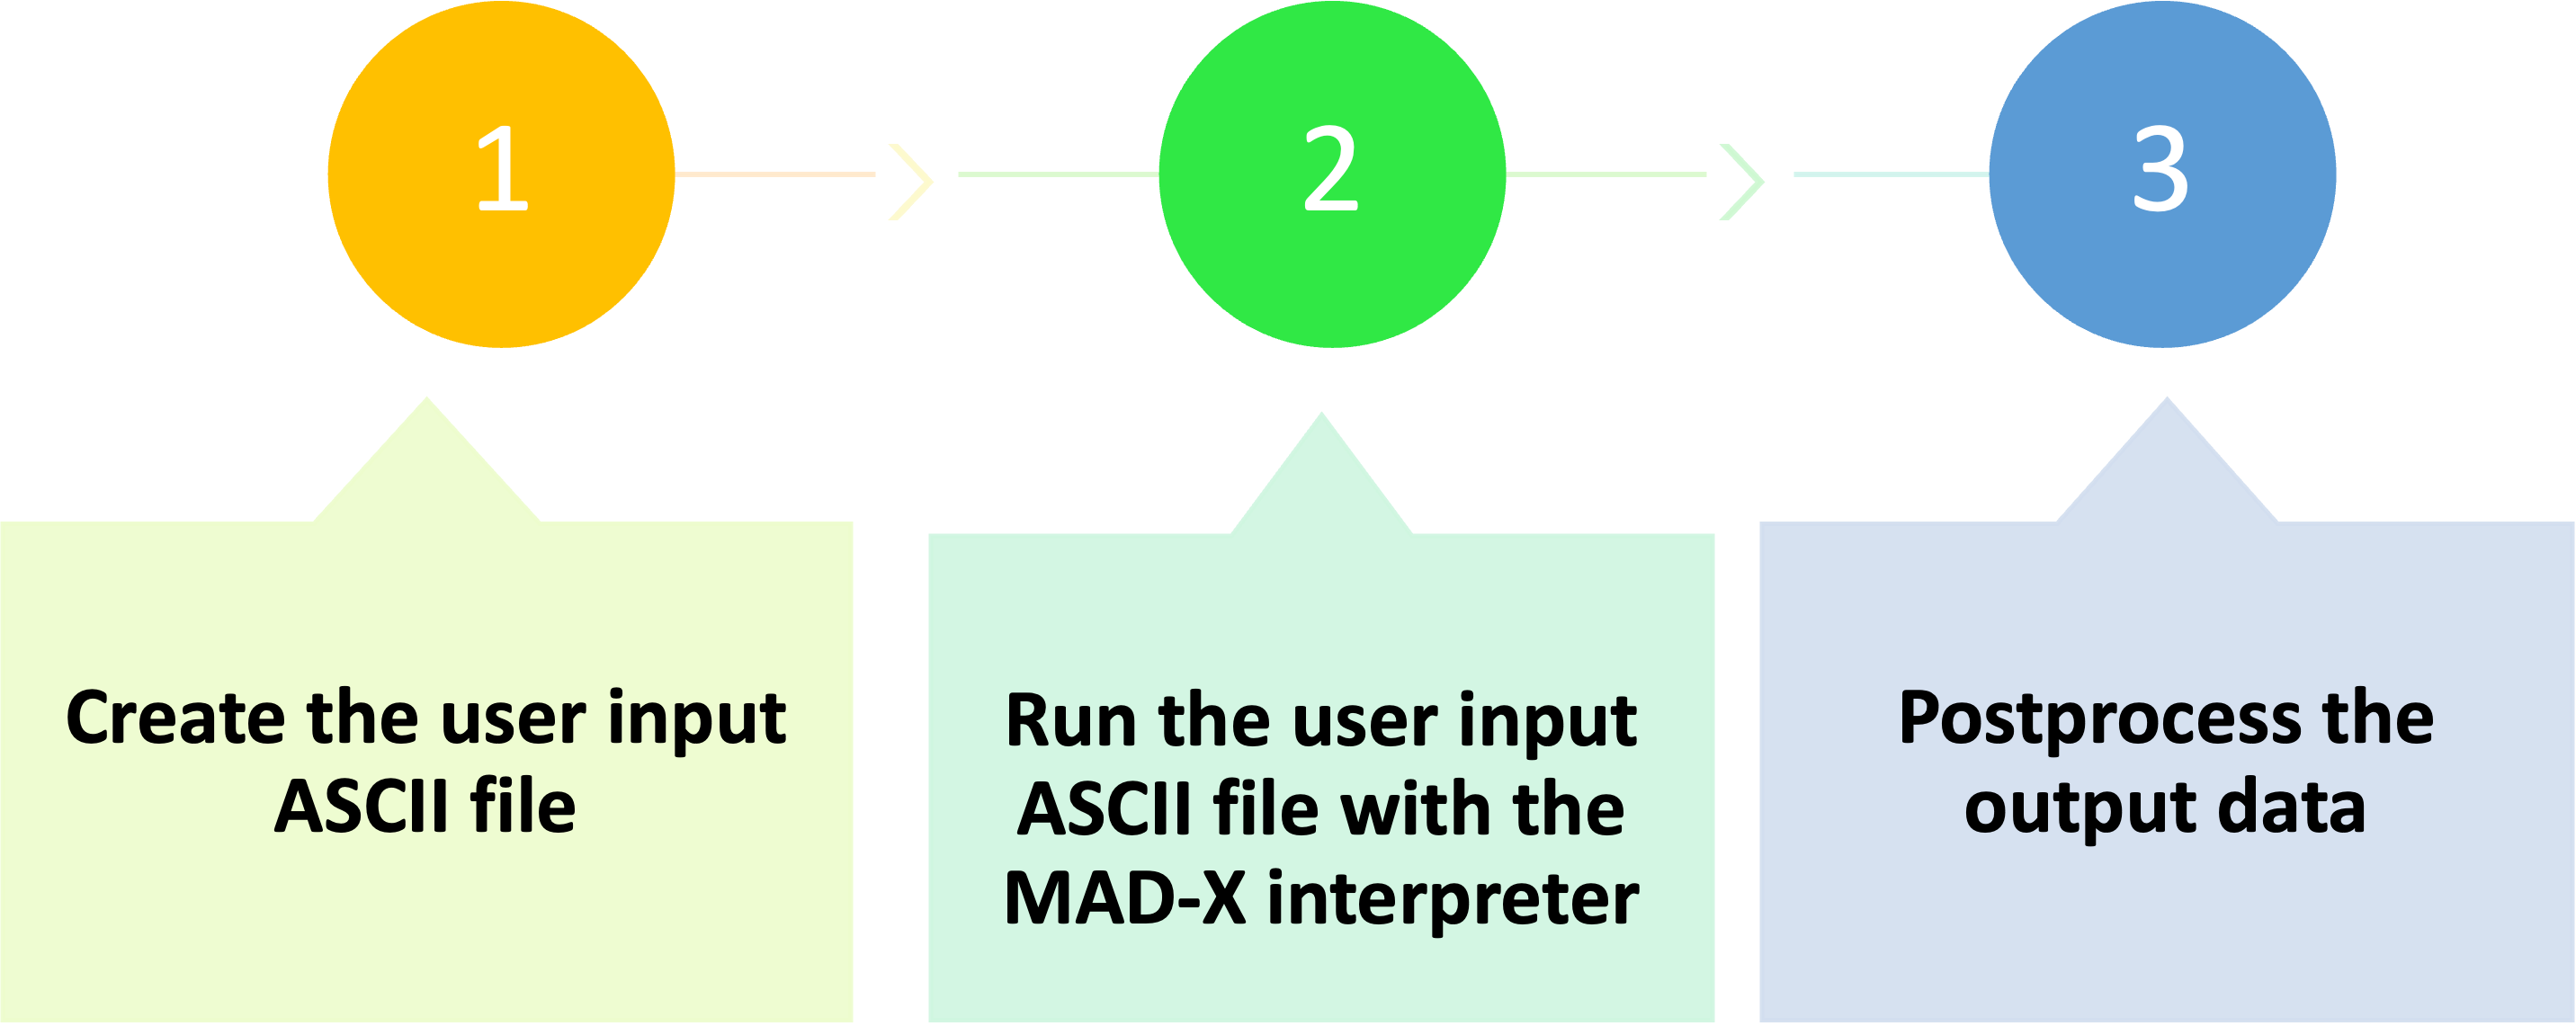 1
2
3
Create the user input
ASCII file
Run the user input
ASCII file with the
MAD-X interpreter
Postprocess the
output data